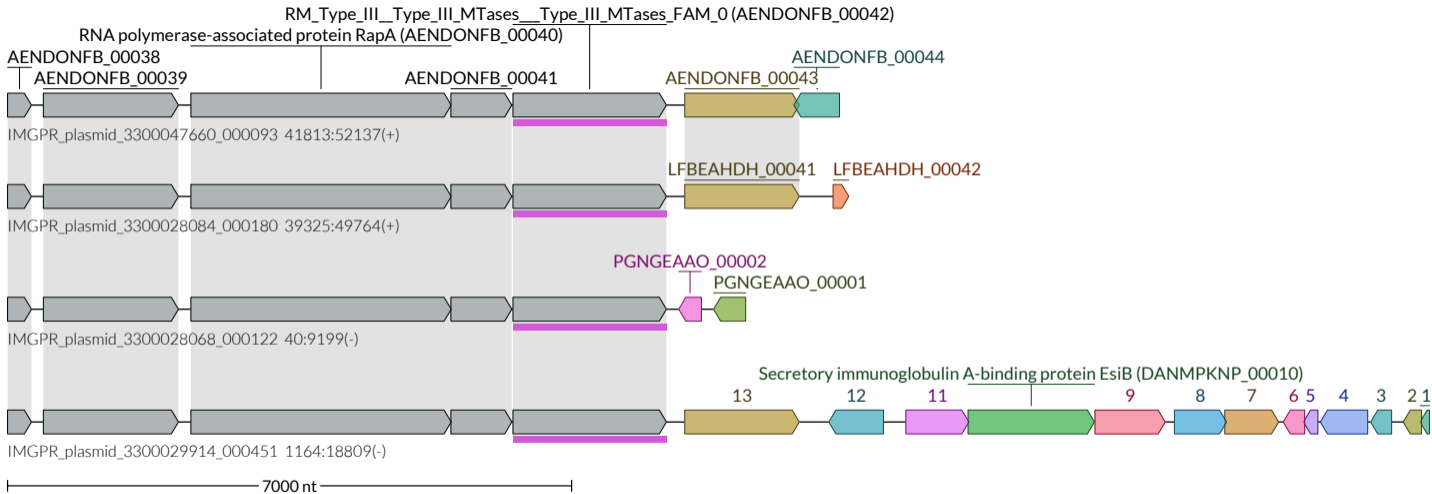 RM_Type_III__Type_III_MTases__Type_III_MTases_FAM_0 (AENDONFB_00042)
RNA polymerase-associated protein RapA (AENDONFB_00040)
AENDONFB_00038
AENDONFB_00044
AENDONFB_00039
AENDONFB_00041
AENDONFB_00043
IMGPR_plasmid_3300047660_000093 41813:52137(+)
LFBEAHDH_00041
LFBEAHDH_00042
IMGPR_plasmid_3300028084_000180 39325:49764(+)
PGNGEAAO_00002
PGNGEAAO_00001
IMGPR_plasmid_3300028068_000122 40:9199(-)
Secretory immunoglobulin A-binding protein EsiB (DANMPKNP_00010)
13 12 11 9 8 7 6 5 4 3 2 1
IMGPR_plasmid_3300029914_000451 1164:18809(-)
7000 nt